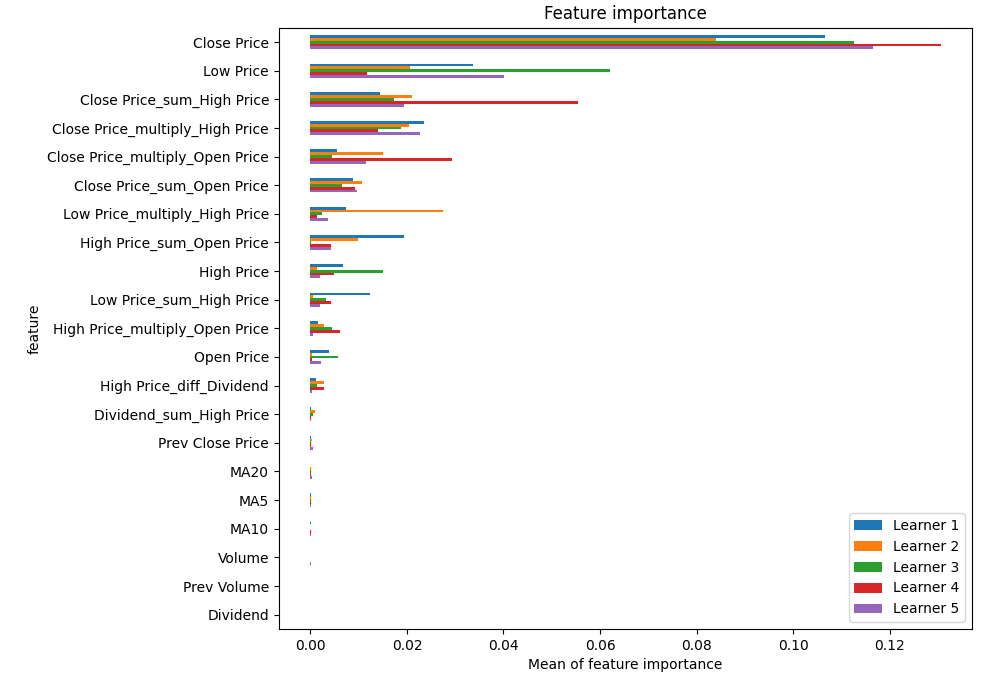 Feature importance
feature
Close Price
Low Price
Close Price_sum_High Price
Close Price_multiply_High Price
Close Price_multiply_Open Price
Close Price_sum_Open Price
Low Price_multiply_High Price
High Price_sum_Open Price
High Price
Low Price_sum_High Price
High Price_multiply_Open Price
Open Price
High Price_diff_Dividend
Dividend_sum_High Price
Prev Close Price
MA20
MA5
MA10
Volume
Prev Volume
Dividend
Learner 1
Learner 2
Learner 3
Learner 4
Learner 5
0.00 0.02 0.04 0.06 0.08 0.10 0.12
Mean of feature importance